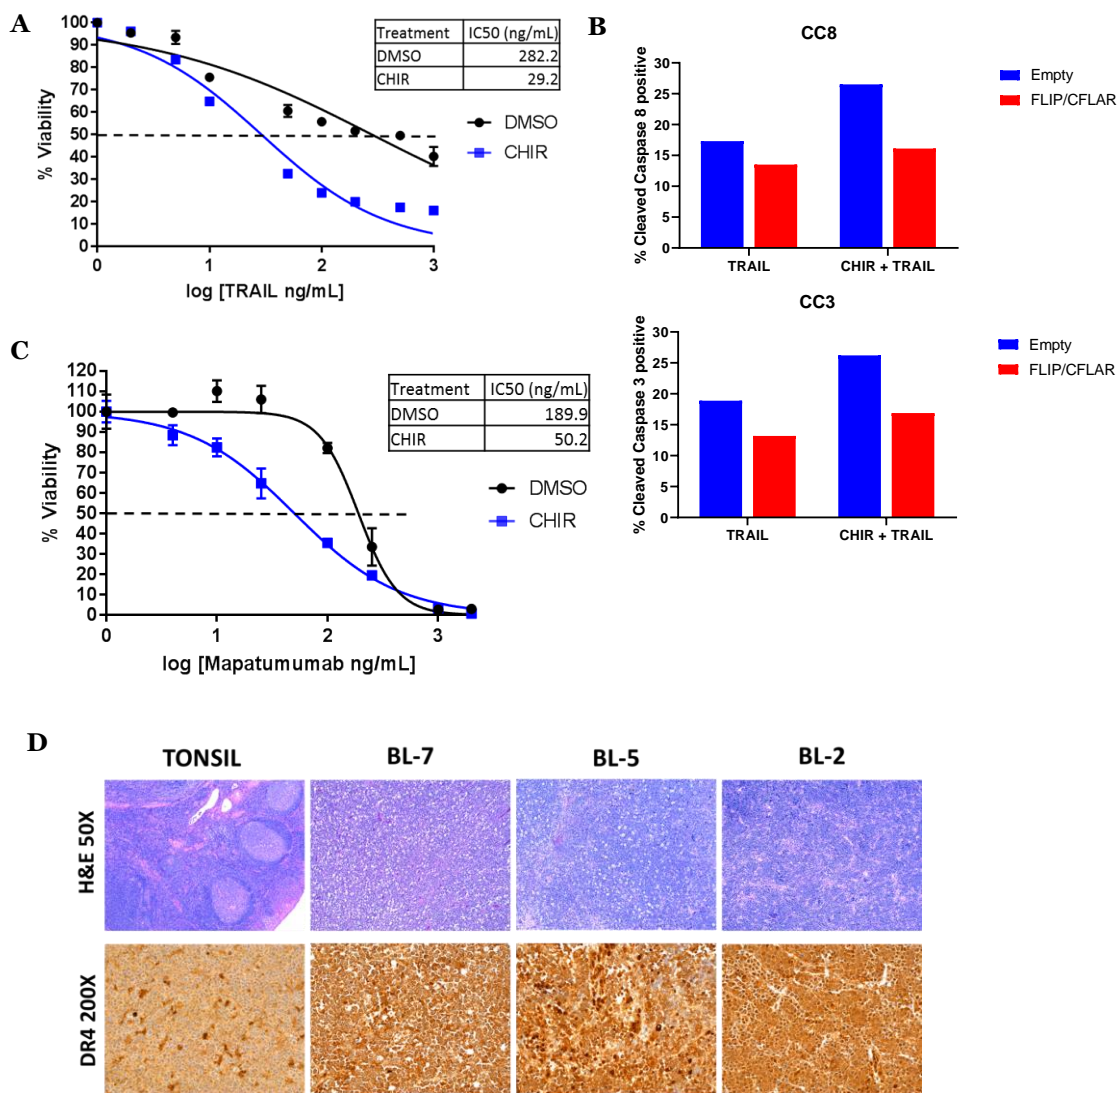 A
100
90
80
70
60
50
40
30
20
10
0
% Viability
0
1
2
3
log [TRAIL ng/mL]
Treatment IC50 (ng/mL)
DMSO 282.2
CHIR 29.2
DMSO
CHIR
B
CC8
30
25
20
15
10
5
0
% Cleaved Caspase 8 positive
TRAIL
CHIR + TRAIL
Empty
FLIP/CFLAR
CC3
30
25
20
15
10
5
0
% Cleaved Caspase 3 positive
TRAIL
CHIR + TRAIL
Empty
FLIP/CFLAR
C
120
110
100
90
80
70
60
50
40
30
20
10
0
% Viability
0
1
2
3
log [Mapatumumab ng/mL]
Treatment IC50 (ng/mL)
DMSO 189.9
CHIR 50.2
DMSO
CHIR
D
TONSIL
BL-7
BL-5
BL-2
H&E 50X
DR4 200X